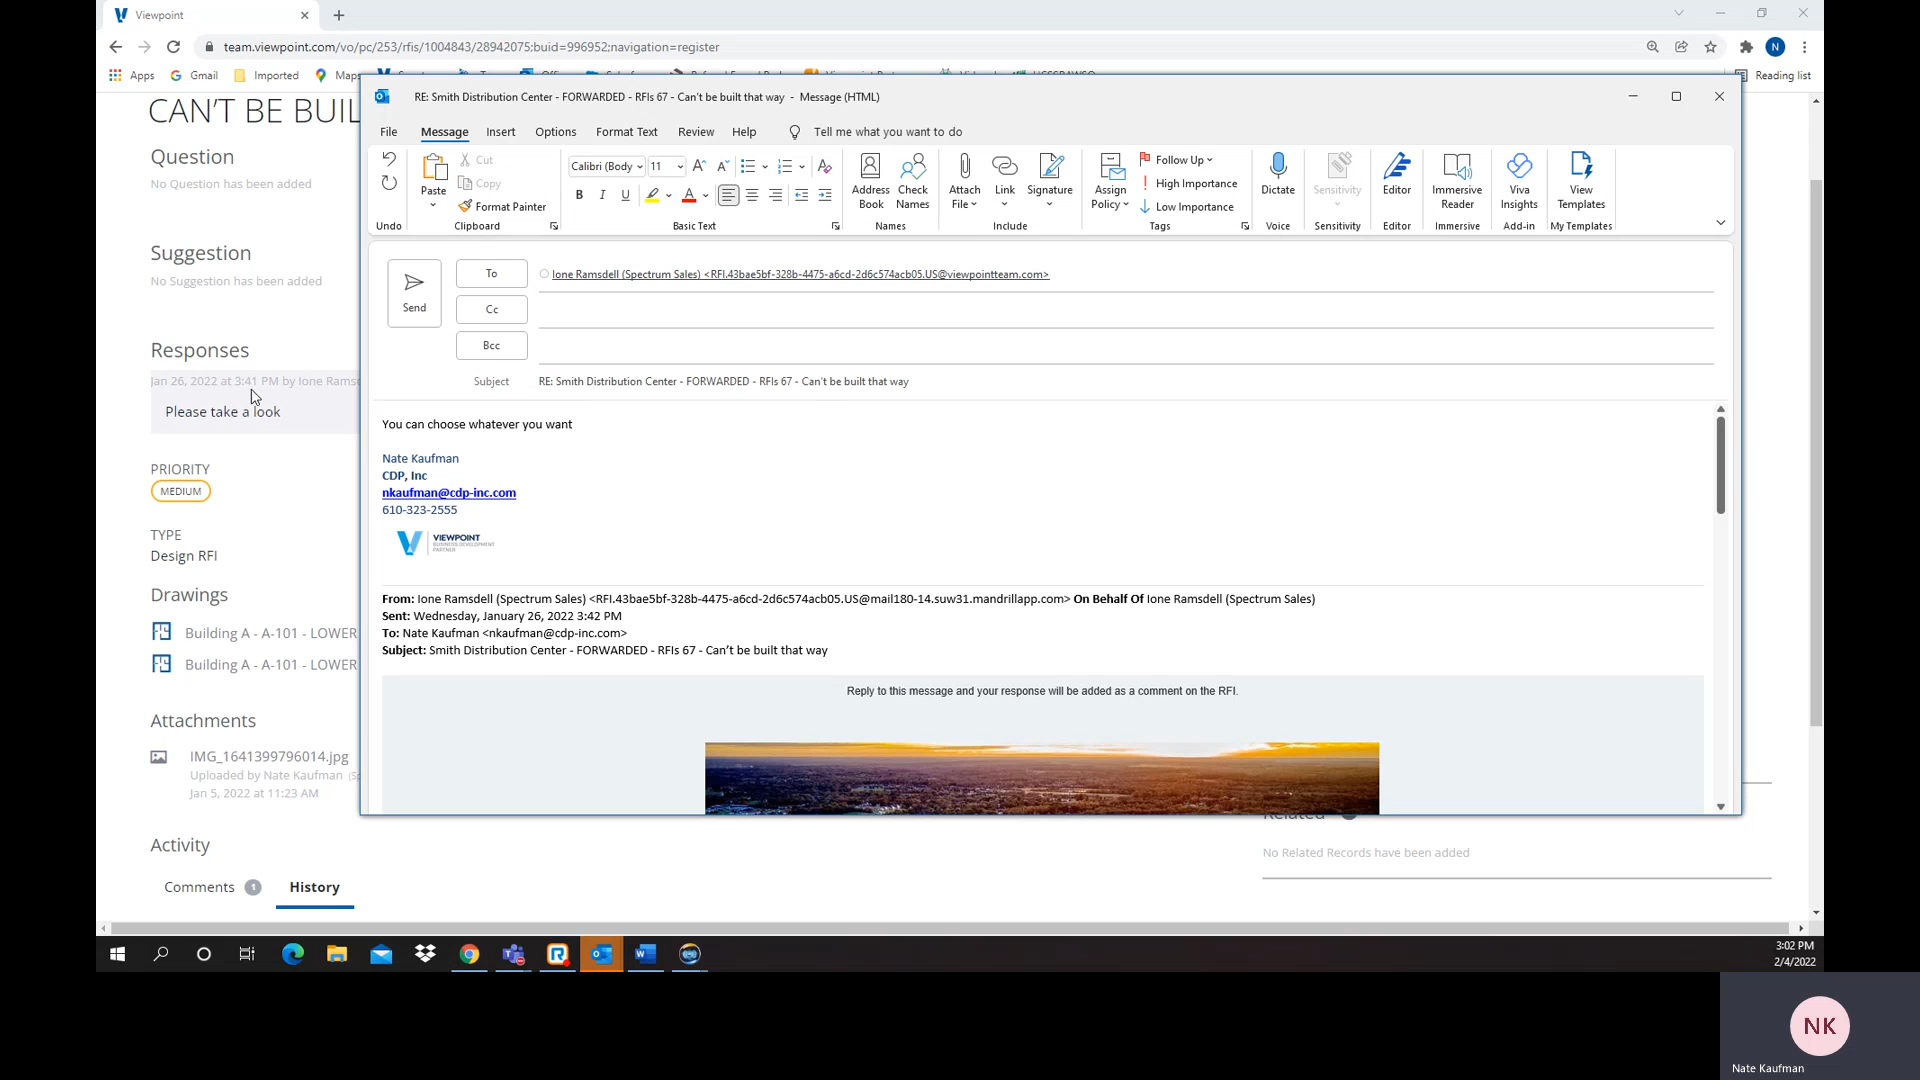 Viewpoint
team.viewpoint.com/vo/pc/253/rfis/1004843/28942075;buid=996952;navigation=register
N
Apps Gmail Imported Maps
Reading list
CAN'T BE BUIL
Question
No Question has been added
Suggestion
No Suggestion has been added
Responses
Jan 26, 2022 at 3:41 PM by Ione Ramsd
Please take a look
PRIORITY
MEDIUM
TYPE
Design RFI
Drawings
Building A - A-101 - LOWER
Building A - A-101 - LOWER
Attachments
IMG_1641399796014.jpg
Uploaded by Nate Kaufman (Sp
Jan 5, 2022 at 11:23 AM
Activity
Comments 1 History
RE: Smith Distribution Center - FORWARDED - RFIs 67 - Can't be built that way - Message (HTML)
File Message Insert Options Format Text Review Help Tell me what you want to do
Paste
Cut
Copy
Format Painter
Calibri (Body 11
B I U
Address Book
Check Names
Attach File
Link
Signature
Assign Policy
Follow Up
High Importance
Low Importance
Dictate
Sensitivity
Editor
Immersive Reader
Viva Insights
View Templates
Undo Clipboard Basic Text Names Include Tags Voice Sensitivity Editor Immersive Add-in My Templates
Send
To Ione Ramsdell (Spectrum Sales) <RFI.43bae5bf-328b-4475-a6cd-2d6c574acb05.US@viewpointteam.com>
Cc
Bcc
Subject RE: Smith Distribution Center - FORWARDED - RFIs 67 - Can't be built that way
You can choose whatever you want
Nate Kaufman
CDP, Inc
nkaufman@cdp-inc.com
610-323-2555
VIEWPOINT
BUSINESS DEVELOPMENT
PARTNER
From: Ione Ramsdell (Spectrum Sales) <RFI.43bae5bf-328b-4475-a6cd-2d6c574acb05.US@mail180-14.suw31.mandrillapp.com> On Behalf Of Ione Ramsdell (Spectrum Sales)
Sent: Wednesday, January 26, 2022 3:42 PM
To: Nate Kaufman <nkaufman@cdp-inc.com>
Subject: Smith Distribution Center - FORWARDED - RFIs 67 - Can't be built that way
Reply to this message and your response will be added as a comment on the RFI.
Related
No Related Records have been added
3:02 PM
2/4/2022
NK
Nate Kaufman